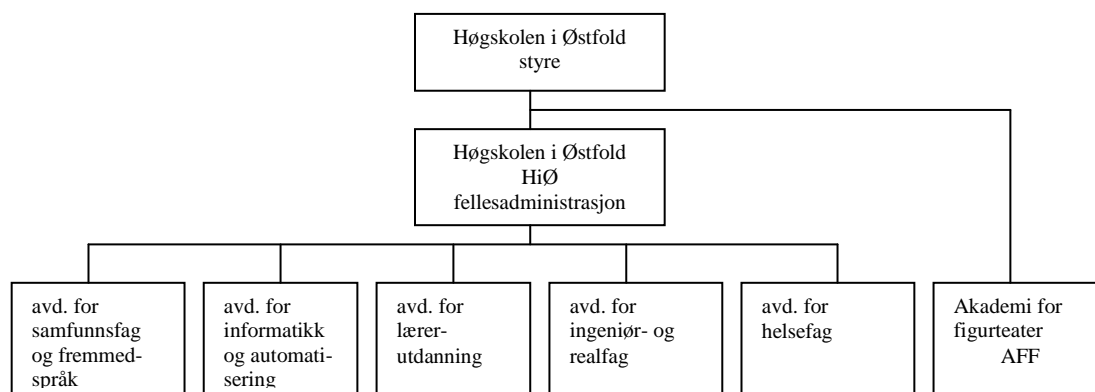 Høgskolen i Østfold
styre
Høgskolen i Østfold
HiØ
fellesadministrasjon
avd. for
samfunnsfag
og fremmed-
språk
avd. for
informatikk
og automati-
sering
avd. for
lærer-
utdanning
avd. for
ingeniør- og
realfag
avd. for
helsefag
Akademi for
figurteater
AFF